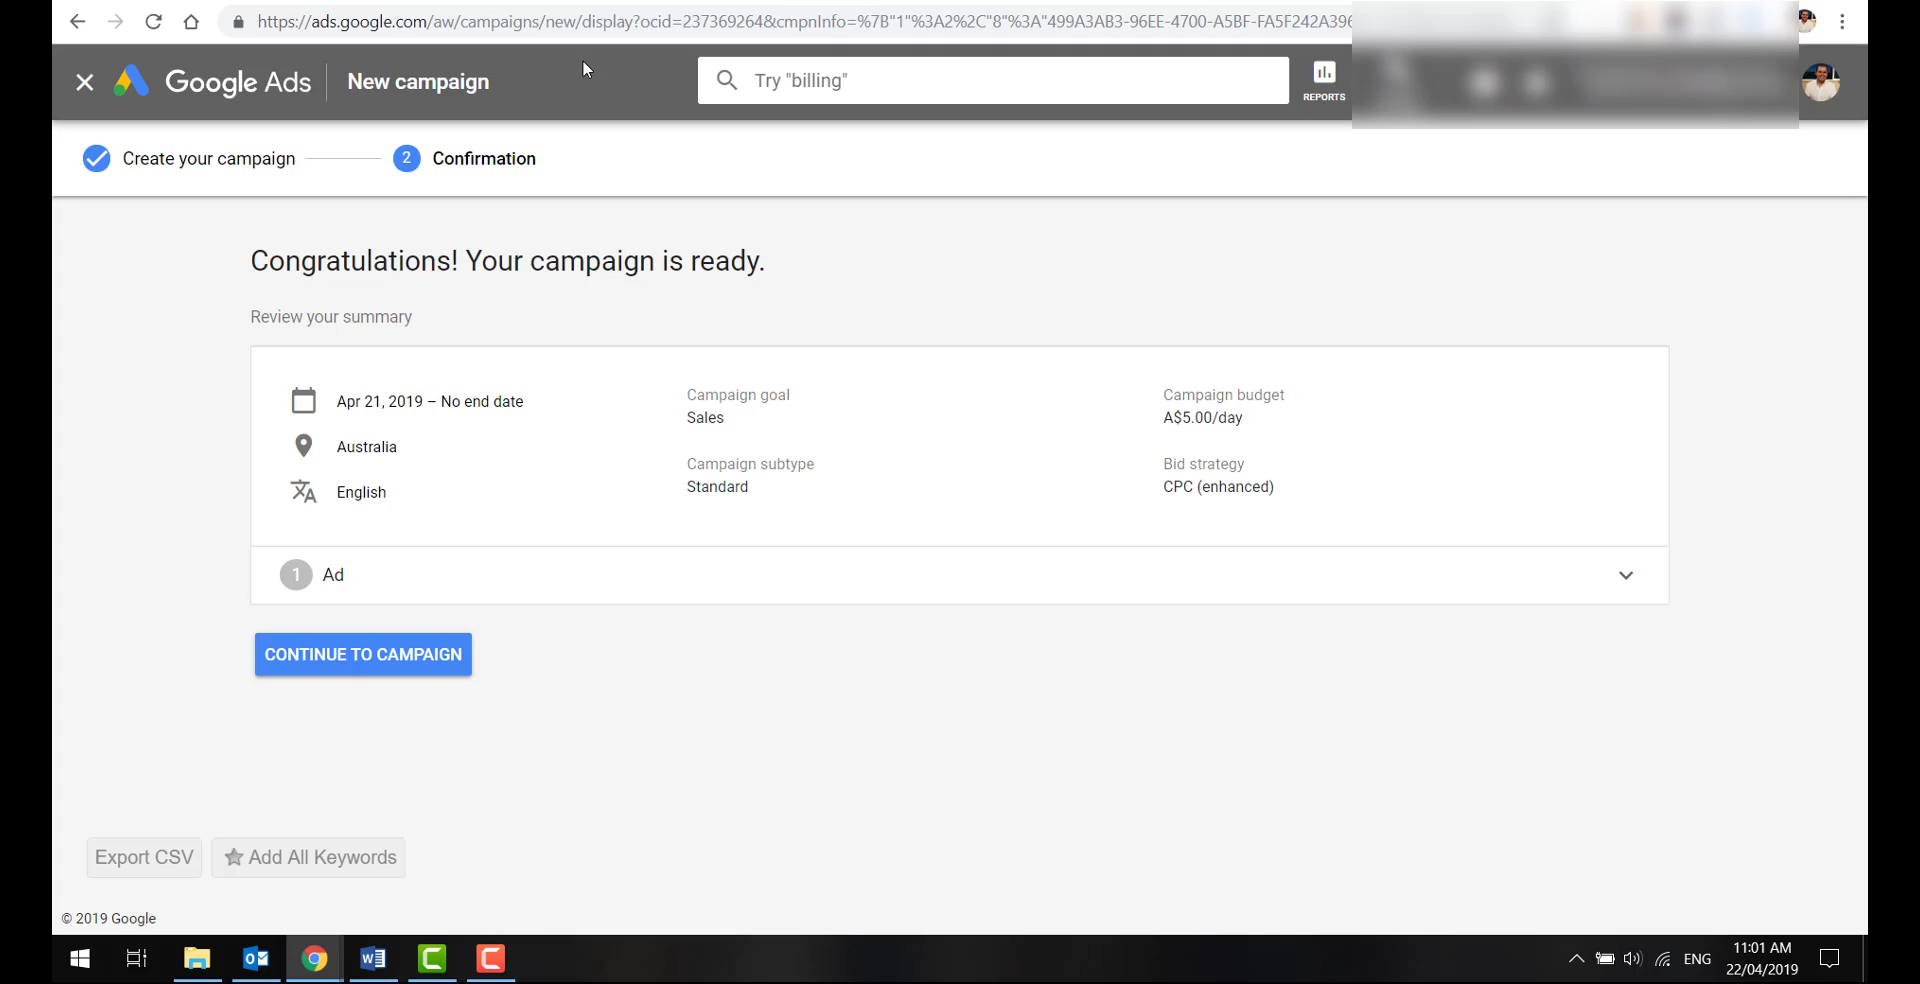 https://ads.google.com/aw/campaigns/new/display?ocid=237369264&cmpnInfo=%7B"1"%3A2%2C"8"%3A"499A3AB3-96EE-4700-A5BF-FA5F242A396
Google Ads
New campaign
Try "billing"
REPORTS
Create your campaign
2
Confirmation
Congratulations! Your campaign is ready.
Review your summary
Apr 21, 2019 – No end date
Australia
English
Campaign goal
Sales
Campaign subtype
Standard
Campaign budget
A$5.00/day
Bid strategy
CPC (enhanced)
1 Ad
CONTINUE TO CAMPAIGN
Export CSV
Add All Keywords
© 2019 Google
ENG
11:01 AM
22/04/2019